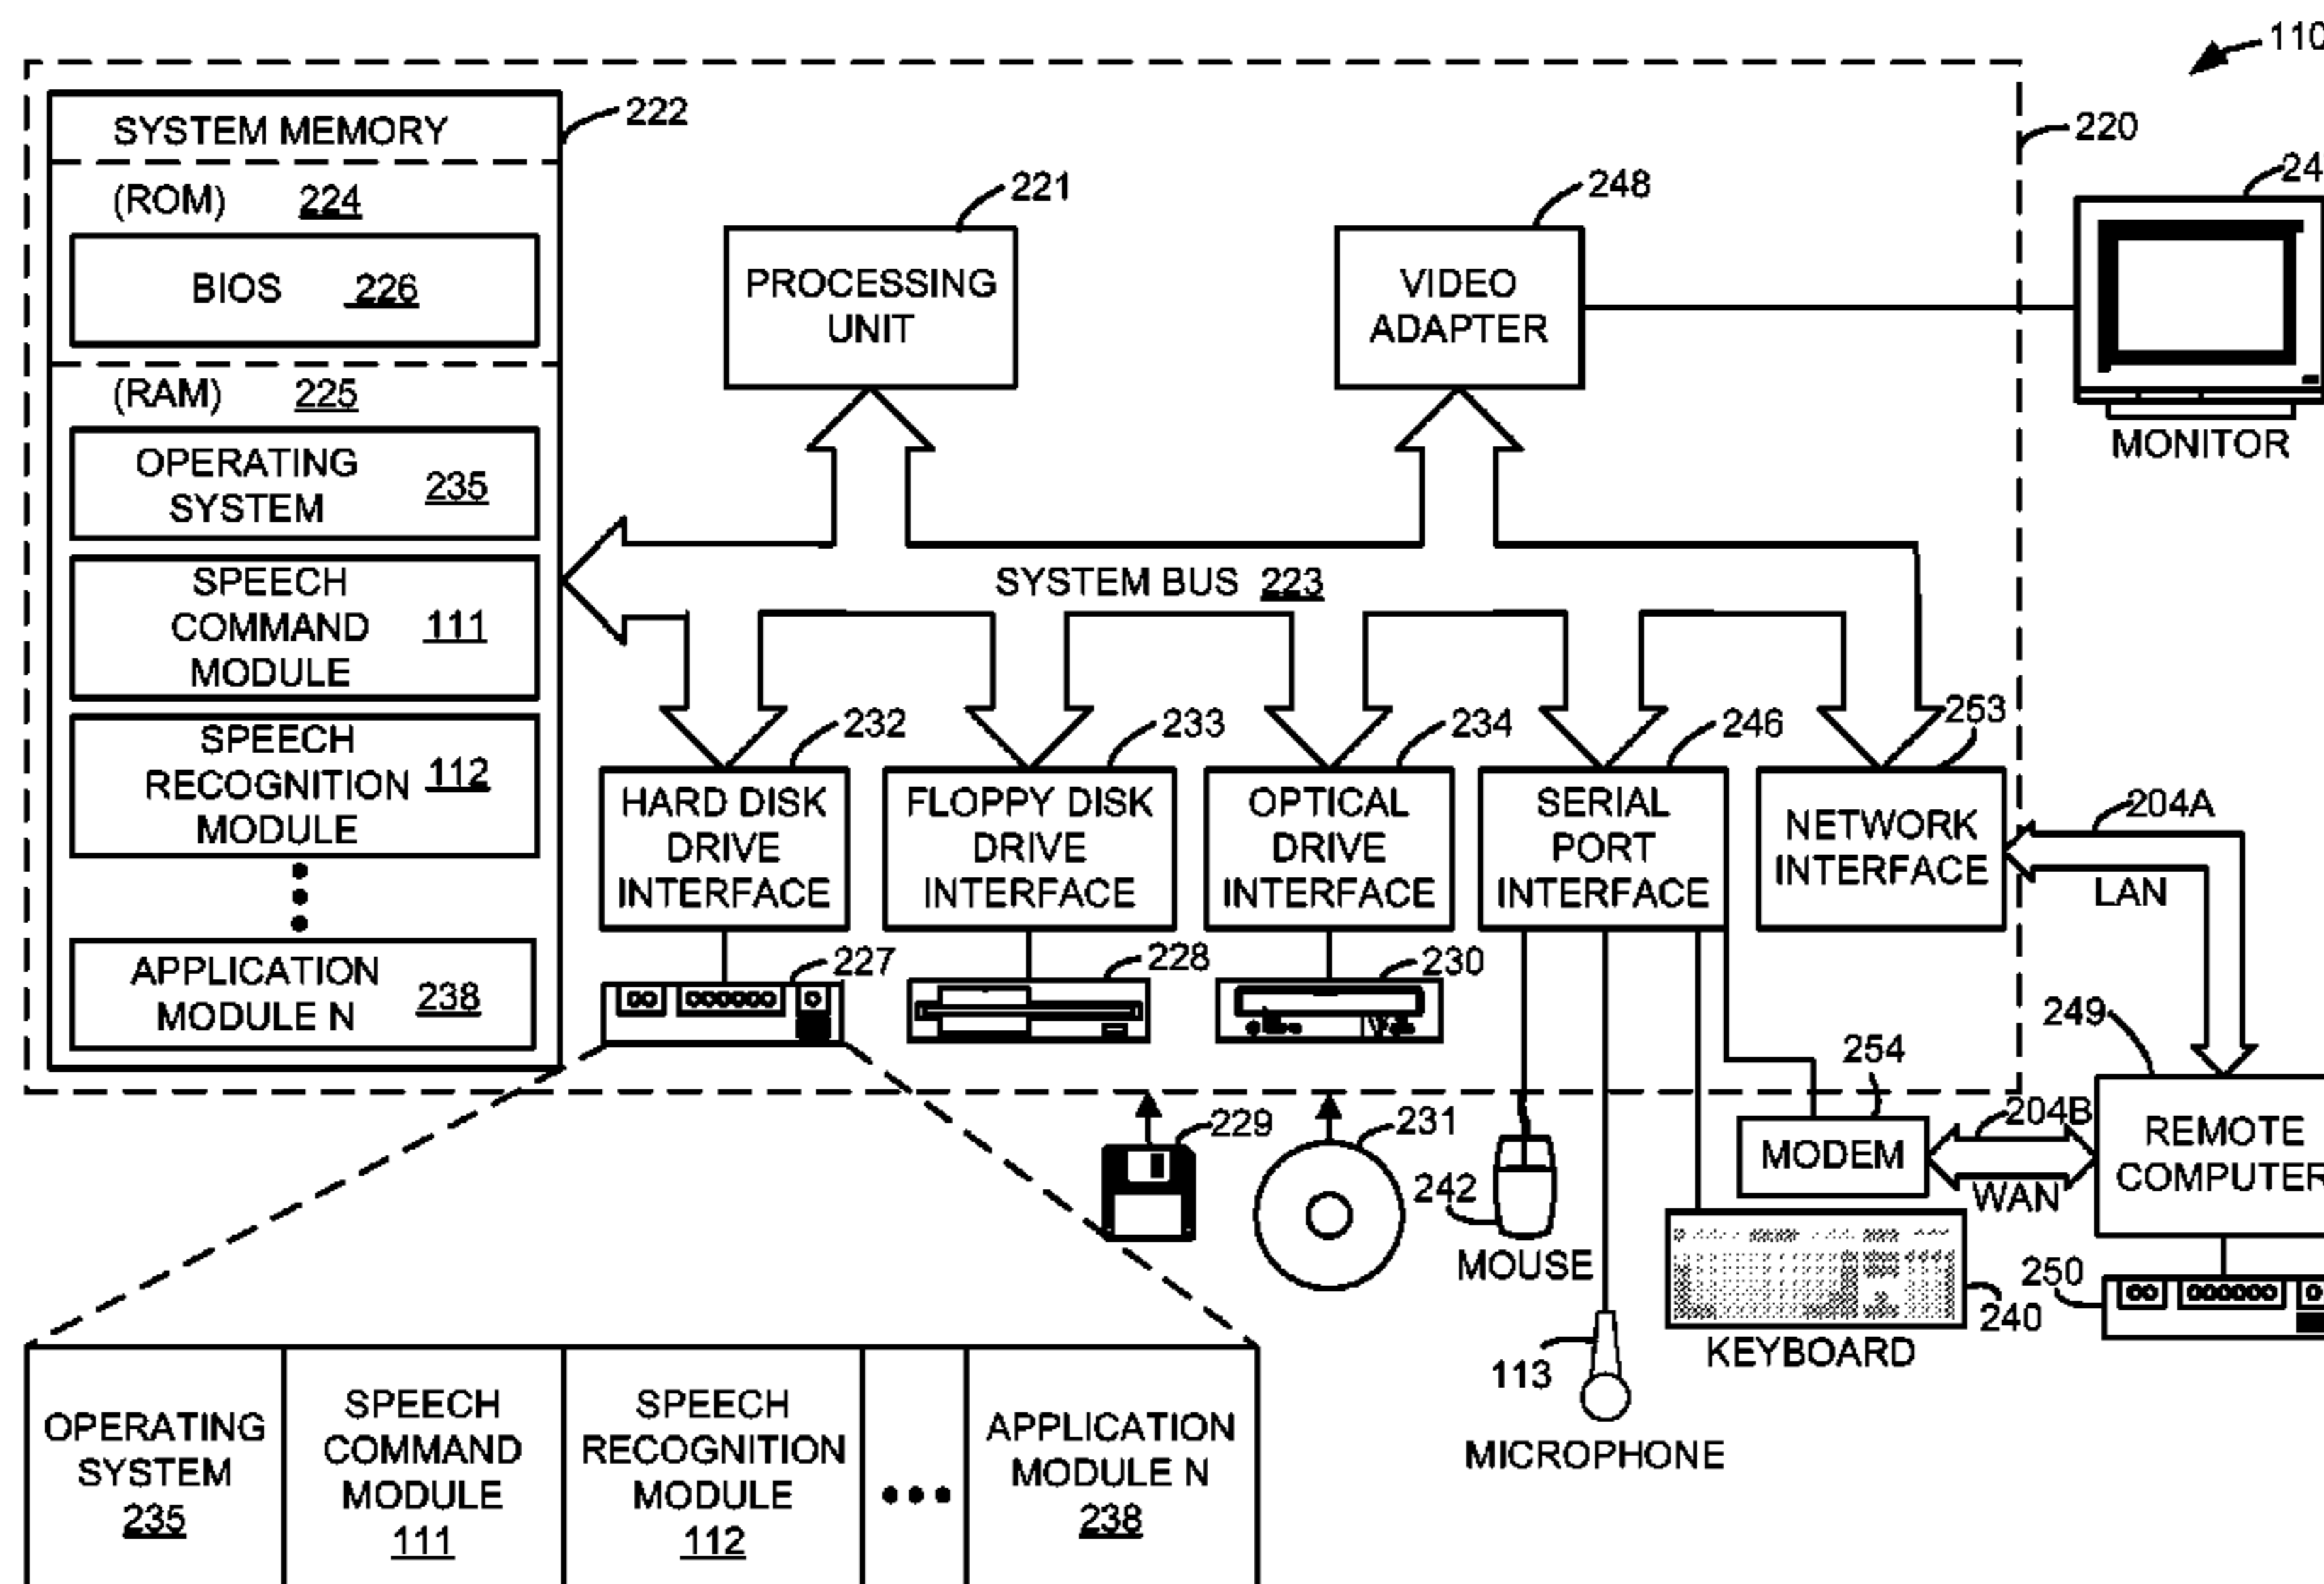 110
220
SYSTEM MEMORY
222
(ROM) 224
BIOS 226
(RAM) 225
OPERATING
SYSTEM
235
SPEECH
COMMAND
MODULE
111
SPEECH
RECOGNITION
MODULE
112
APPLICATION
MODULE N
238
221
PROCESSING
UNIT
248
VIDEO
ADAPTER
24
MONITOR
SYSTEM BUS 223
232
HARD DISK
DRIVE
INTERFACE
233
FLOPPY DISK
DRIVE
INTERFACE
234
OPTICAL
DRIVE
INTERFACE
246
SERIAL
PORT
INTERFACE
253
NETWORK
INTERFACE
204A
LAN
227
228
230
249
254
MODEM
204B
WAN
REMOTE
COMPUTER
229
231
242
MOUSE
113
MICROPHONE
240
KEYBOARD
250
OPERATING
SYSTEM
235
SPEECH
COMMAND
MODULE
111
SPEECH
RECOGNITION
MODULE
112
APPLICATION
MODULE N
238